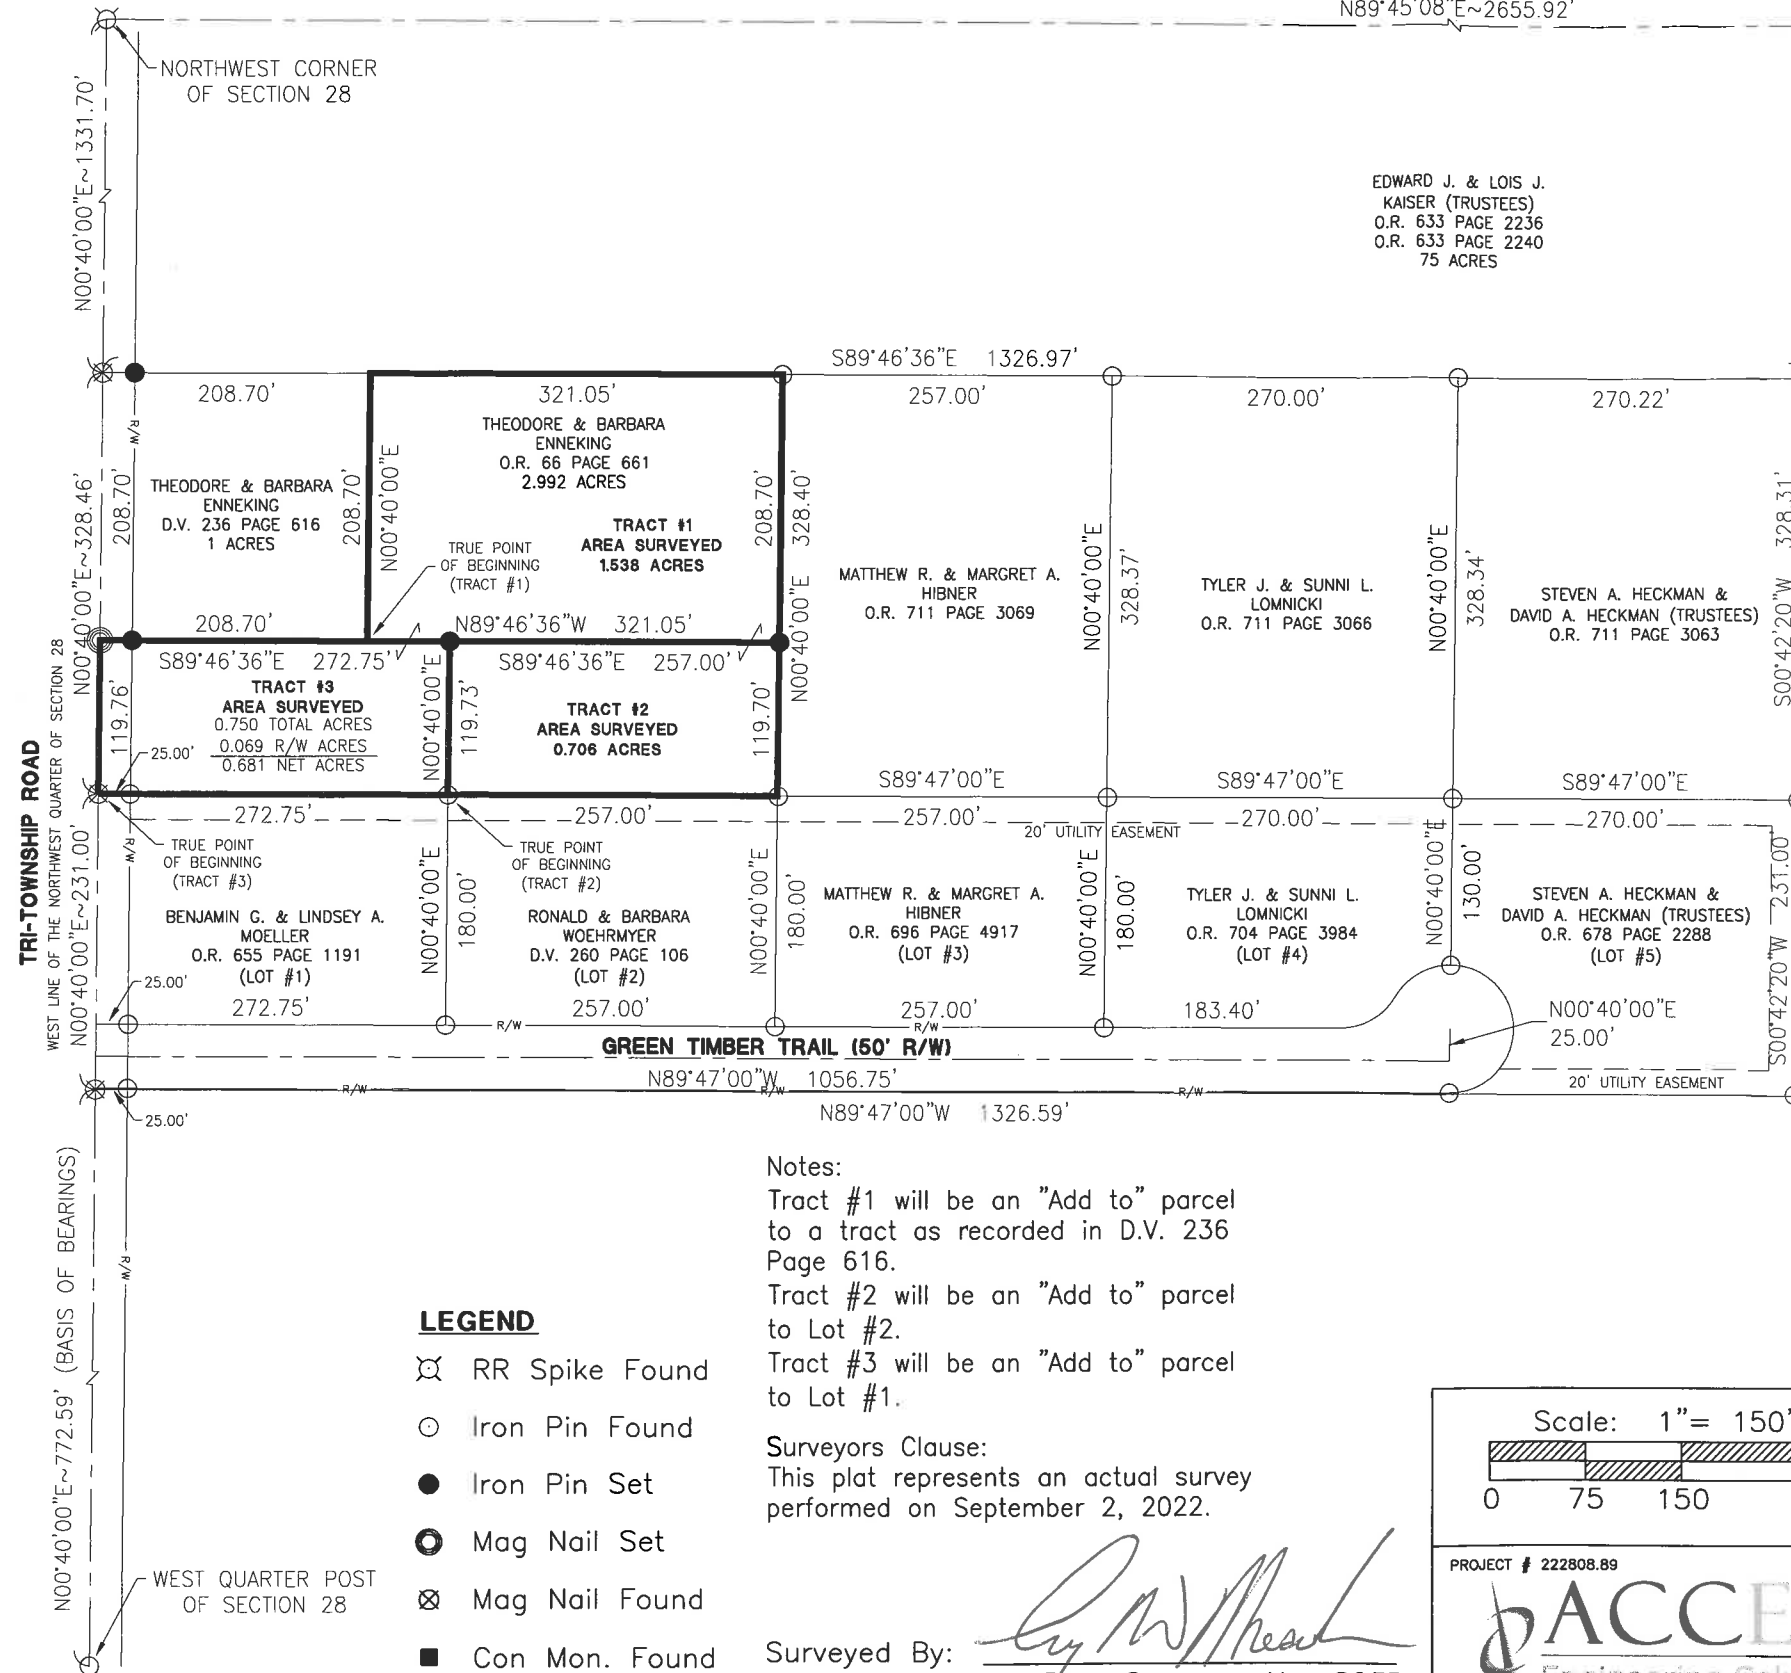 N89°45'08"E~2655.92'
NORTHWEST CORNER
OF SECTION 28
N00°40'00"E~1331.70'
EDWARD J. & LOIS J.
KAISER (TRUSTEES)
O.R. 633 PAGE 2236
O.R. 633 PAGE 2240
75 ACRES
S89°46'36"E 1326.97'
208.70'
321.05'
257.00'
270.00'
270.22'
R/W
THEODORE & BARBARA
ENNEKING
O.R. 66 PAGE 661
2.992 ACRES
N00°40'00"E~328.46'
208.70'
THEODORE & BARBARA
ENNEKING
D.V. 236 PAGE 616
1 ACRES
208.70'
N00°40'00"E
TRUE POINT
OF BEGINNING
(TRACT #1)
TRACT #1
AREA SURVEYED
1.538 ACRES
208.70'
328.40'
N00°40'00"E
MATTHEW R. & MARGRET A.
HIBNER
O.R. 711 PAGE 3069
N00°40'00"E
328.37'
TYLER J. & SUNNI L.
LOMNICKI
O.R. 711 PAGE 3066
N00°40'00"E
328.34'
STEVEN A. HECKMAN &
DAVID A. HECKMAN (TRUSTEES)
O.R. 711 PAGE 3063
S00°42'20"W 328.31'
208.70'
N89°46'36"W 321.05'
S89°46'36"E 272.75'
S89°46'36"E 257.00'
TRACT #3
AREA SURVEYED
0.750 TOTAL ACRES
0.069 R/W ACRES
0.681 NET ACRES
119.76'
25.00'
N00°40'00"E
119.73'
TRACT #2
AREA SURVEYED
0.706 ACRES
119.70'
S89°47'00"E
S89°47'00"E
S89°47'00"E
TRI-TOWNSHIP ROAD
WEST LINE OF THE NORTHWEST QUARTER OF SECTION 28
272.75'
257.00'
257.00'
20' UTILITY EASEMENT
270.00'
270.00'
N00°40'00"E~231.00'
R/W
TRUE POINT
OF BEGINNING
(TRACT #3)
TRUE POINT
OF BEGINNING
(TRACT #2)
BENJAMIN G. & LINDSEY A.
MOELLER
O.R. 655 PAGE 1191
(LOT #1)
N00°40'00"E
180.00'
RONALD & BARBARA
WOEHRMYER
D.V. 260 PAGE 106
(LOT #2)
N00°40'00"E
180.00'
MATTHEW R. & MARGRET A.
HIBNER
O.R. 696 PAGE 4917
(LOT #3)
N00°40'00"E
180.00'
TYLER J. & SUNNI L.
LOMNICKI
O.R. 704 PAGE 3984
(LOT #4)
N00°40'00"E
130.00'
STEVEN A. HECKMAN &
DAVID A. HECKMAN (TRUSTEES)
O.R. 678 PAGE 2288
(LOT #5)
S00°42'20"W 231.00'
25.00'
272.75'
257.00'
257.00'
183.40'
N00°40'00"E
25.00'
R/W
R/W
GREEN TIMBER TRAIL (50' R/W)
N89°47'00"W 1056.75'
R/W
R/W
R/W
20' UTILITY EASEMENT
25.00'
N89°47'00"W 1326.59'
N00°40'00"E~772.59' (BASIS OF BEARINGS)
R/W
WEST QUARTER POST
OF SECTION 28
Notes:
Tract #1 will be an "Add to" parcel
to a tract as recorded in D.V. 236
Page 616.
Tract #2 will be an "Add to" parcel
to Lot #2.
Tract #3 will be an "Add to" parcel
to Lot #1.
Surveyors Clause:
This plat represents an actual survey
performed on September 2, 2022.
Surveyed By:
LEGEND
RR Spike Found
Iron Pin Found
Iron Pin Set
Mag Nail Set
Mag Nail Found
Con Mon. Found
Scale: 1"= 150'
0 75 150
PROJECT # 222808.89
ACCE